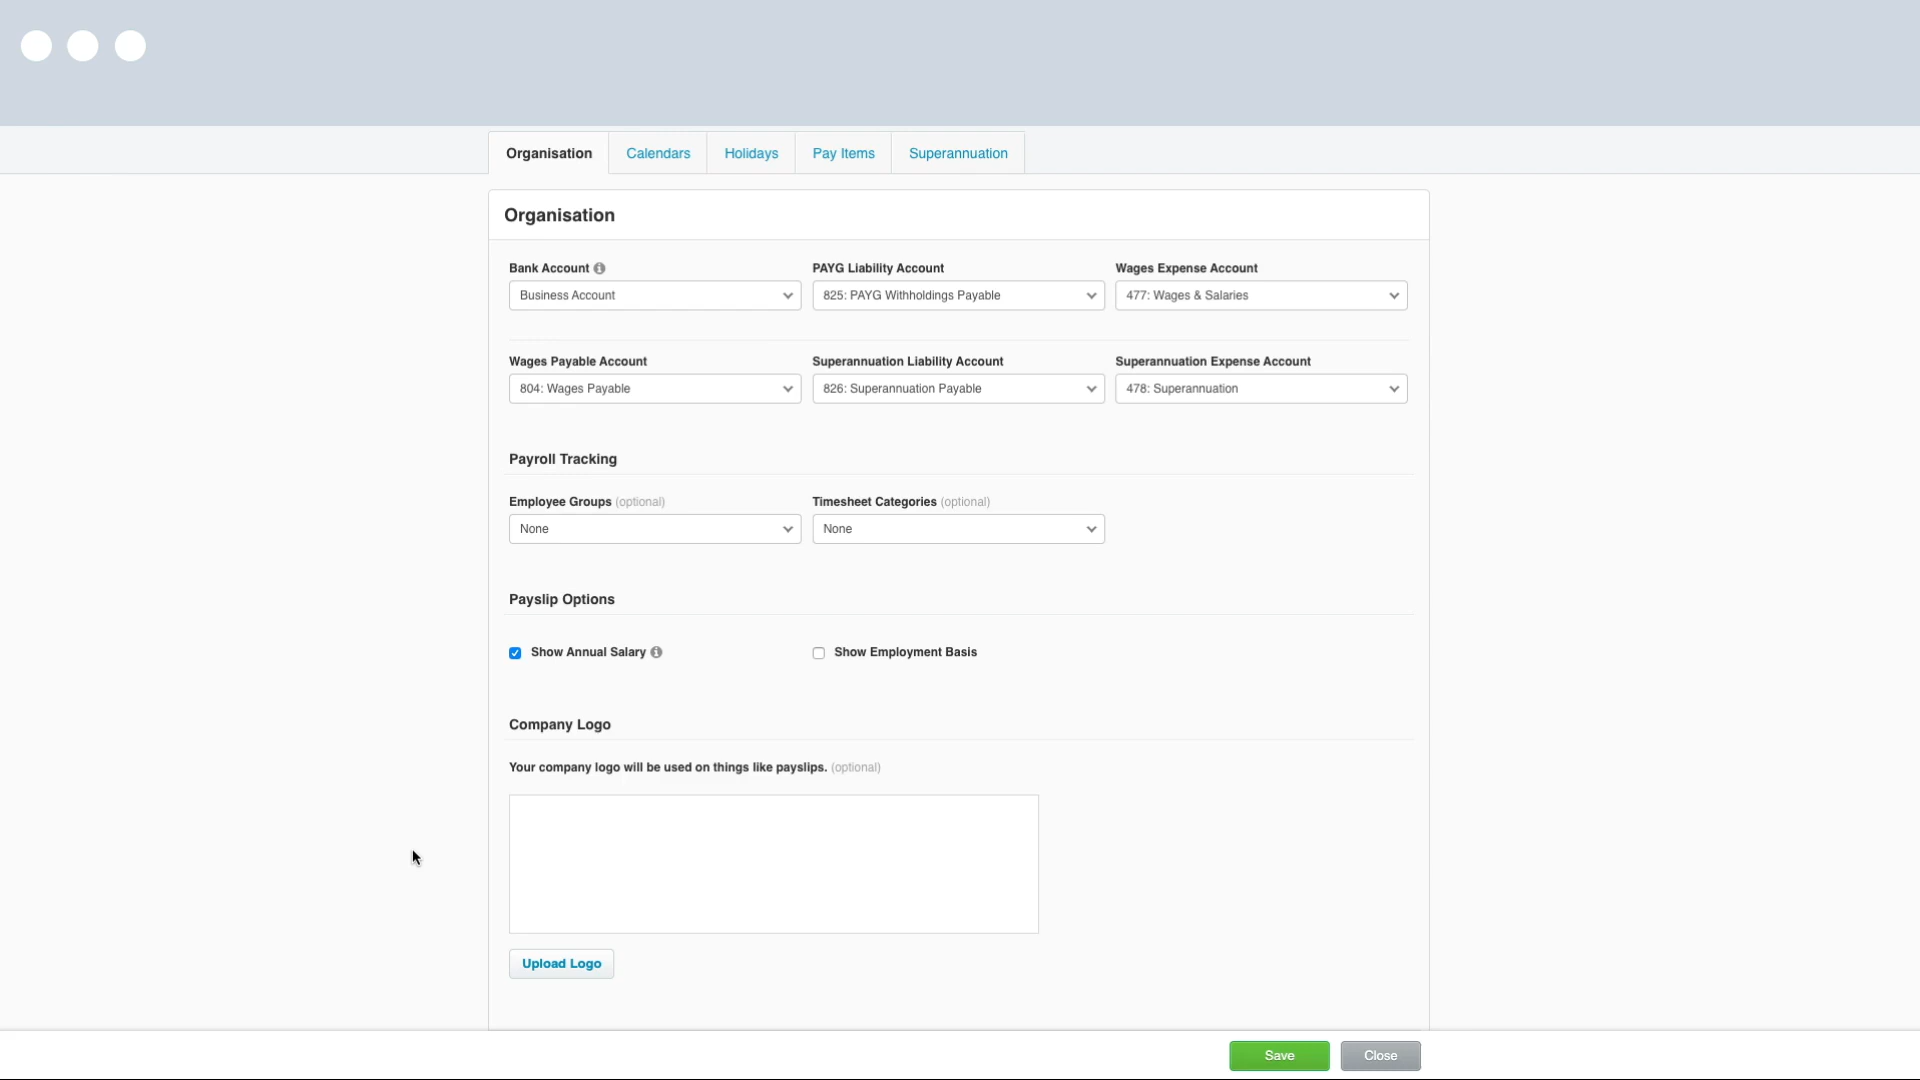 Organisation Calendars Holidays Pay Items Superannuation
Organisation
Bank Account PAYG Liability Account Wages Expense Account
Business Account 825: PAYG Withholdings Payable 477: Wages & Salaries
Wages Payable Account Superannuation Liability Account Superannuation Expense Account
804: Wages Payable 826: Superannuation Payable 478: Superannuation
Payroll Tracking
Employee Groups (optional) Timesheet Categories (optional)
None None
Payslip Options
Show Annual Salary Show Employment Basis
Company Logo
Your company logo will be used on things like payslips. (optional)
Upload Logo
Save Close